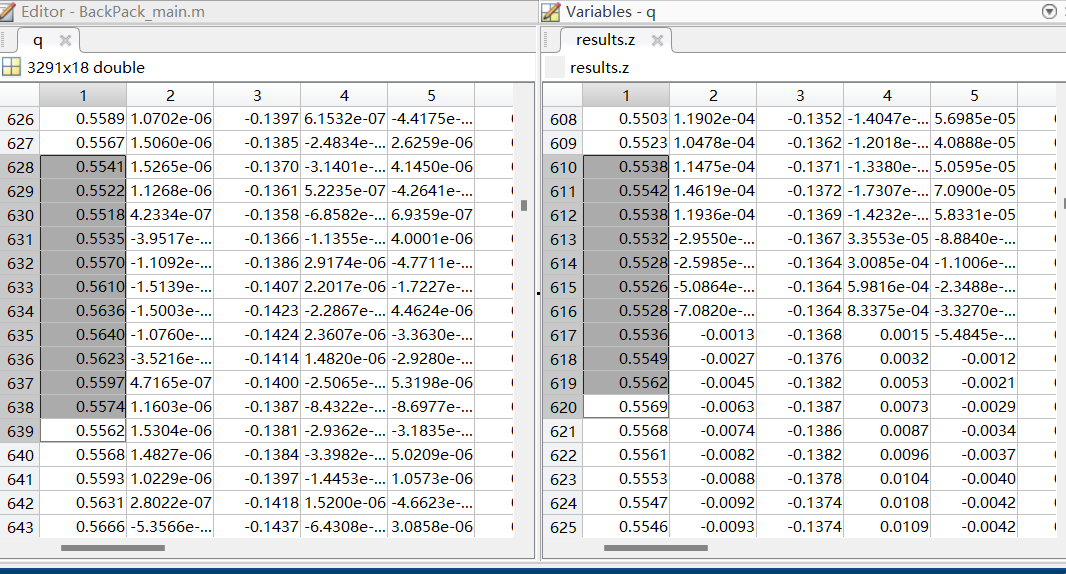 Editor - BackPack_main.m
q
3291x18 double
1 2 3 4 5
626 0.5589 1.0702e-06 -0.1397 6.1532e-07 -4.4175e-...
627 0.5567 1.5060e-06 -0.1385 -2.4834e-... 2.6259e-06
628 0.5541 1.5265e-06 -0.1370 -3.1401e-... 4.1450e-06
629 0.5522 1.1268e-06 -0.1361 5.2235e-07 -4.2641e-...
630 0.5518 4.2334e-07 -0.1358 -6.8582e-... 6.9359e-07
631 0.5535 -3.9517e-... -0.1366 -1.1355e-... 4.0001e-06
632 0.5570 -1.1092e-... -0.1386 2.9174e-06 -4.7711e-...
633 0.5610 -1.5139e-... -0.1407 2.2017e-06 -1.7227e-...
634 0.5636 -1.5003e-... -0.1423 -2.2867e-... 4.4624e-06
635 0.5640 -1.0760e-... -0.1424 2.3607e-06 -3.3630e-...
636 0.5623 -3.5216e-... -0.1414 1.4820e-06 -2.9280e-...
637 0.5597 4.7165e-07 -0.1400 -2.5065e-... 5.3198e-06
638 0.5574 1.1603e-06 -0.1387 -8.4322e-... -8.6977e-...
639 0.5562 1.5304e-06 -0.1381 -2.9362e-... -3.1835e-...
640 0.5568 1.4827e-06 -0.1384 -3.3982e-... 5.0209e-06
641 0.5593 1.0229e-06 -0.1397 -1.4453e-... 1.0573e-06
642 0.5631 2.8022e-07 -0.1418 1.5200e-06 -4.6623e-...
643 0.5666 -5.3566e-... -0.1437 -6.4308e-... 3.0858e-06
Variables - q
results.z
results.z
1 2 3 4 5
608 0.5503 1.1902e-04 -0.1352 -1.4047e-... 5.6985e-05
609 0.5523 1.0478e-04 -0.1362 -1.2018e-... 4.0888e-05
610 0.5538 1.1475e-04 -0.1371 -1.3380e-... 5.0595e-05
611 0.5542 1.4619e-04 -0.1372 -1.7307e-... 7.0900e-05
612 0.5538 1.1936e-04 -0.1369 -1.4232e-... 5.8331e-05
613 0.5532 -2.9550e-... -0.1367 3.3553e-05 -8.8840e-...
614 0.5528 -2.5985e-... -0.1364 3.0085e-04 -1.1006e-...
615 0.5526 -5.0864e-... -0.1364 5.9816e-04 -2.3488e-...
616 0.5528 -7.0820e-... -0.1364 8.3375e-04 -3.3270e-...
617 0.5536 -0.0013 -0.1368 0.0015 -5.4845e-...
618 0.5549 -0.0027 -0.1376 0.0032 -0.0012
619 0.5562 -0.0045 -0.1382 0.0053 -0.0021
620 0.5569 -0.0063 -0.1387 0.0073 -0.0029
621 0.5568 -0.0074 -0.1386 0.0087 -0.0034
622 0.5561 -0.0082 -0.1382 0.0096 -0.0037
623 0.5553 -0.0088 -0.1378 0.0104 -0.0040
624 0.5547 -0.0092 -0.1374 0.0108 -0.0042
625 0.5546 -0.0093 -0.1374 0.0109 -0.0042